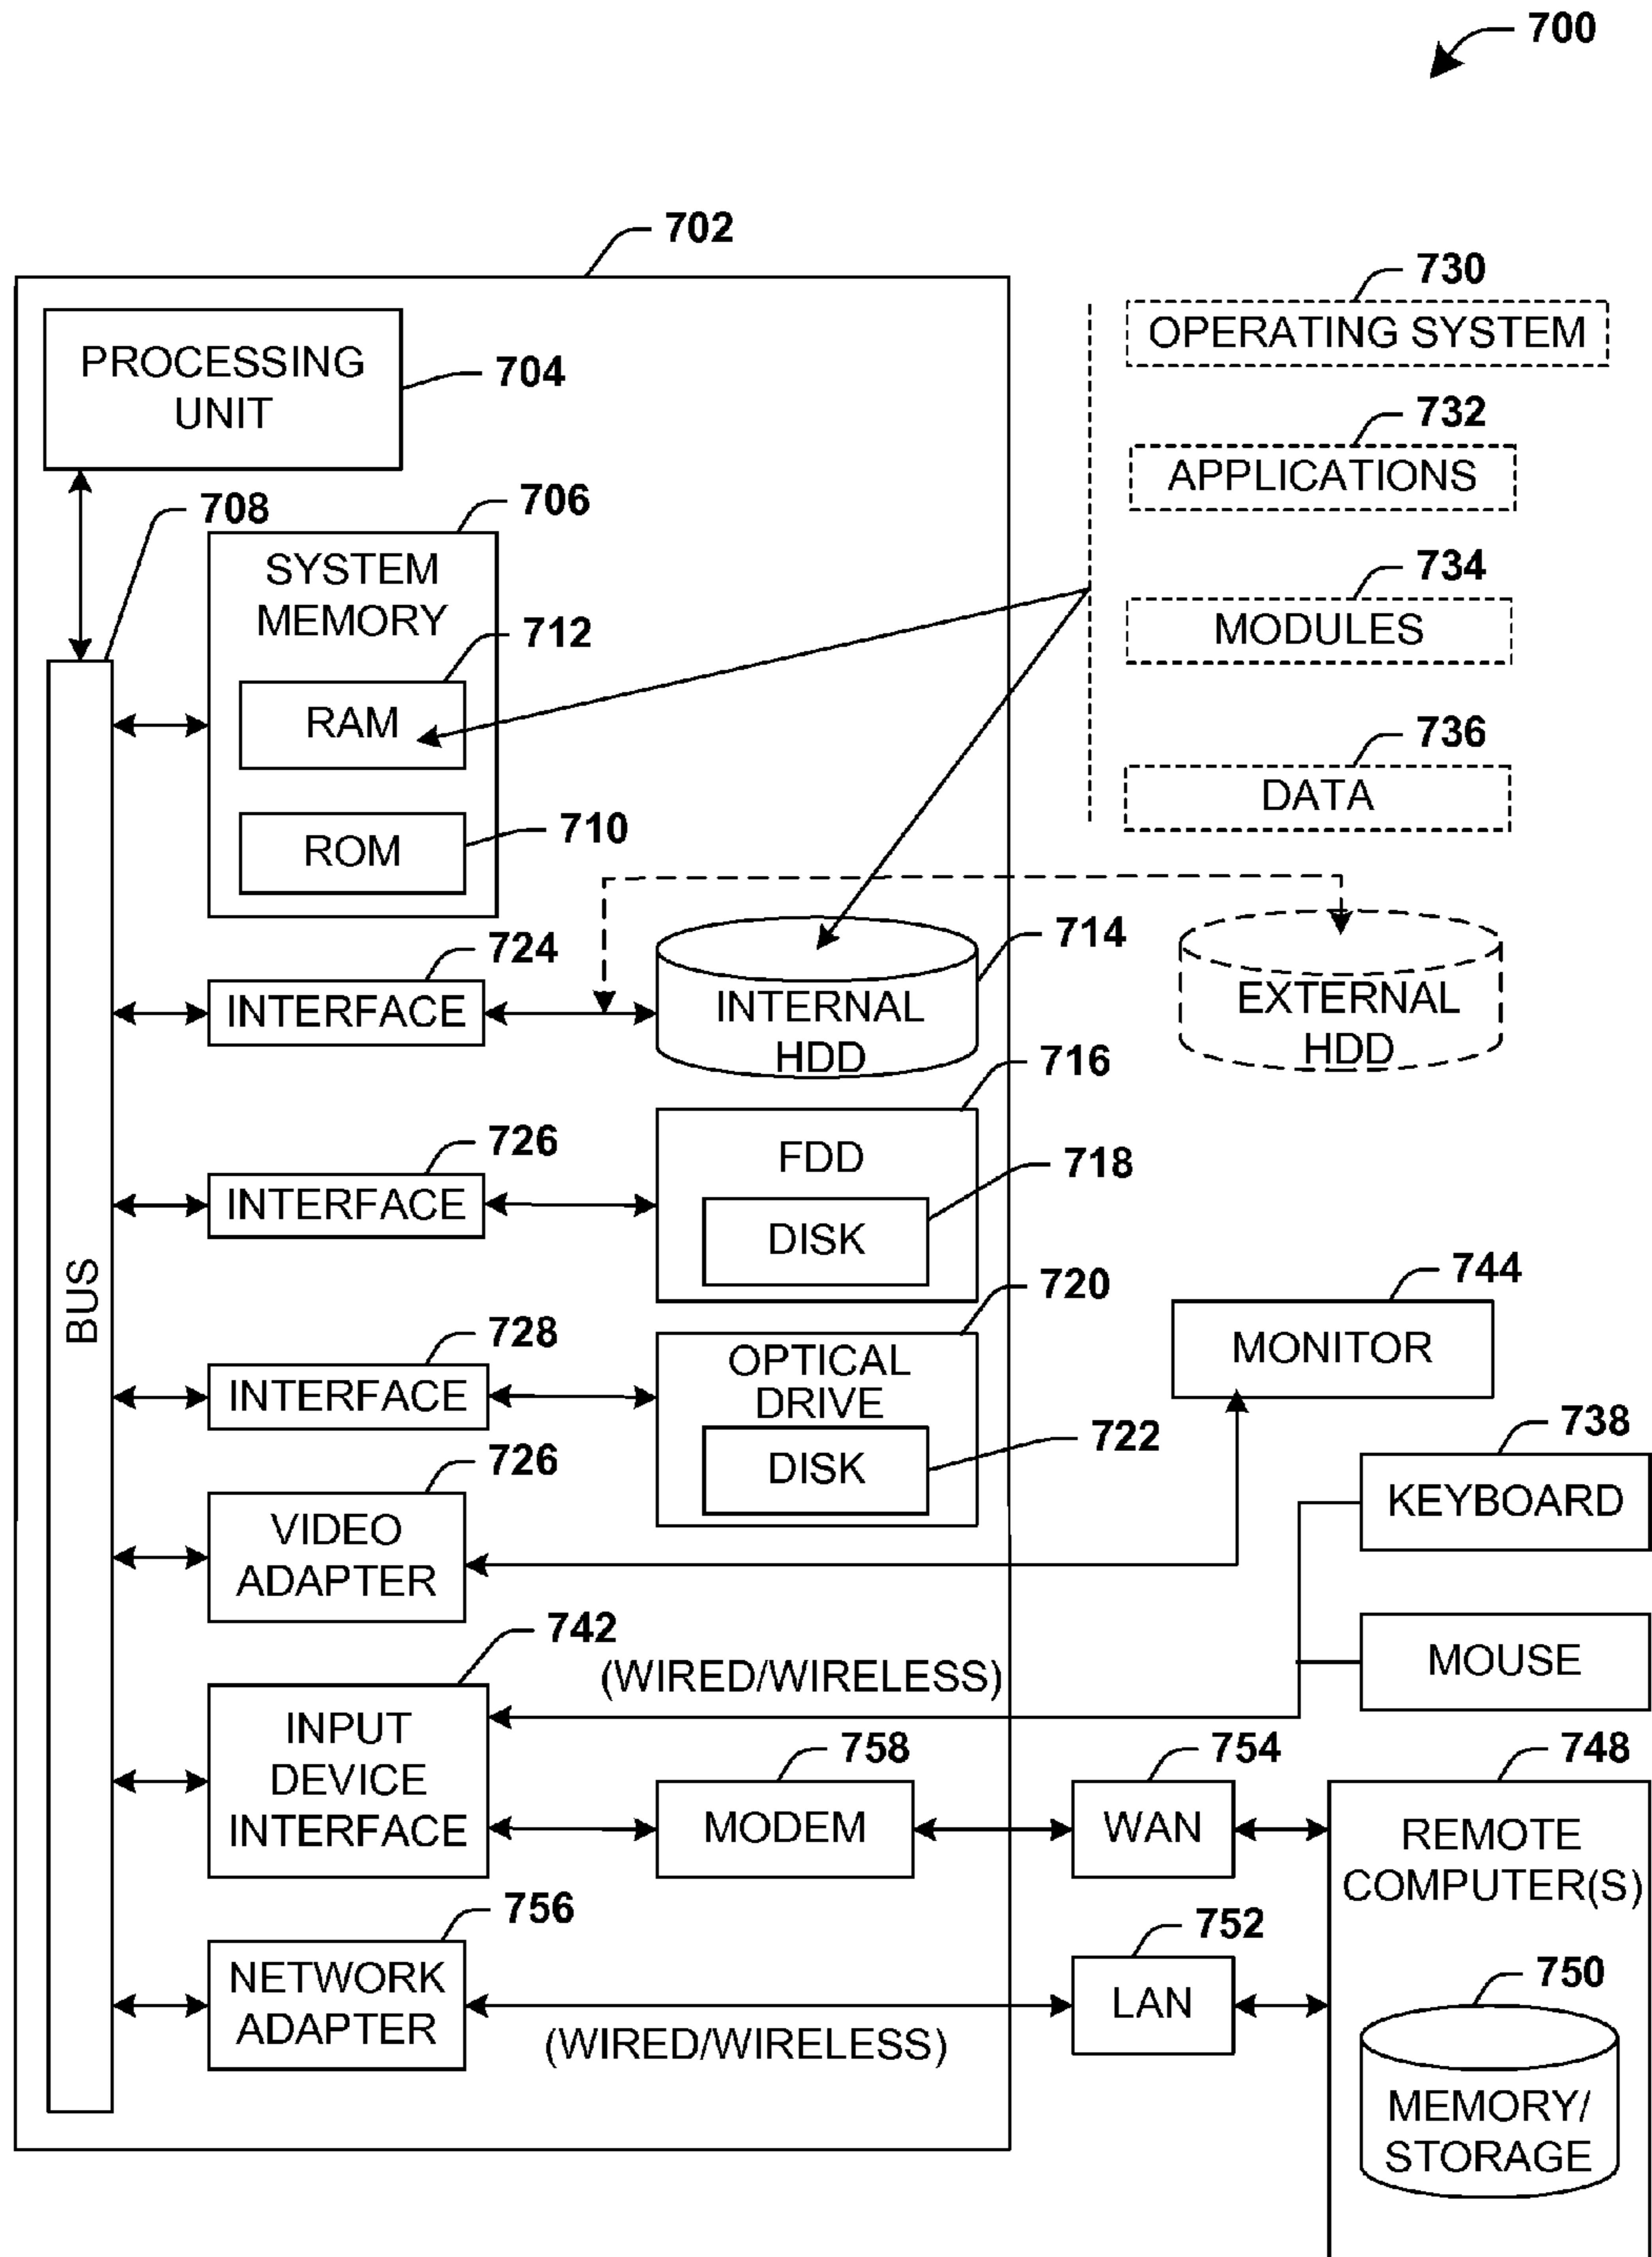 700
702
730
OPERATING SYSTEM
PROCESSING
UNIT
704
732
APPLICATIONS
708
706
SYSTEM
MEMORY
734
MODULES
712
RAM
736
DATA
710
ROM
724
INTERFACE
714
INTERNAL
HDD
EXTERNAL
HDD
716
726
INTERFACE
FDD
718
DISK
BUS
720
728
INTERFACE
OPTICAL
DRIVE
722
DISK
744
MONITOR
726
VIDEO
ADAPTER
738
KEYBOARD
742
(WIRED/WIRELESS)
MOUSE
INPUT
DEVICE
INTERFACE
758
MODEM
754
WAN
748
REMOTE
COMPUTER(S)
756
NETWORK
ADAPTER
(WIRED/WIRELESS)
752
LAN
750
MEMORY/
STORAGE